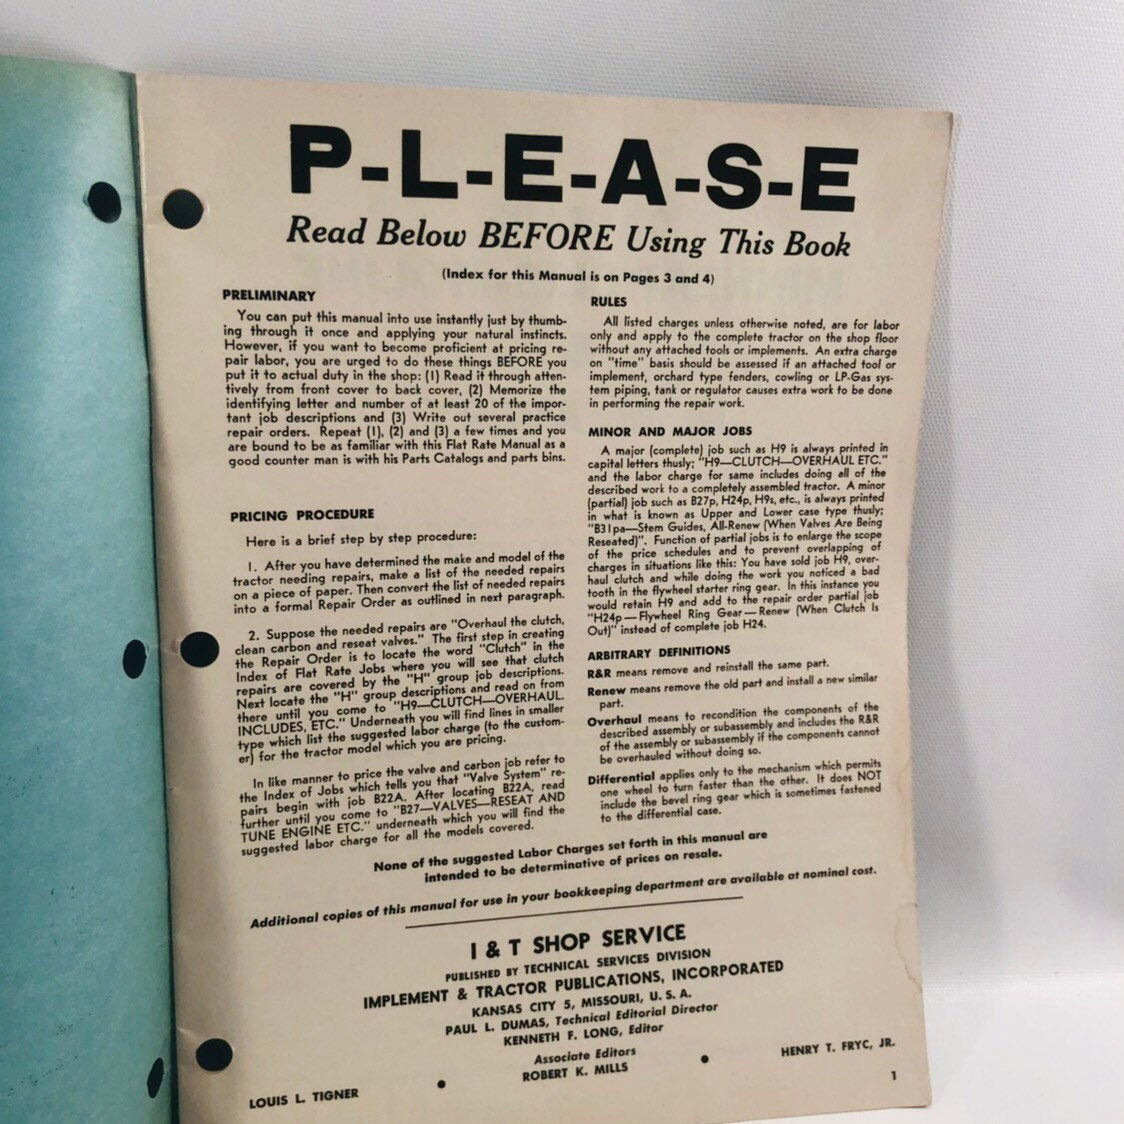 P-L-E-A-S-E
Read Below BEFORE Using This Book
(Index for this Manual is on Pages 3 and 4)
PRELIMINARY
You can put this manual into use instantly just by thumb-
ing through it once and applying your natural instincts.
However, if you want to become proficient at pricing re-
pair labor, you are urged to do these things BEFORE you
put it to actual duty in the shop: (1) Read it through atten-
tively from front cover to back cover, (2) Memorize the
identifying letter and number of at least 20 of the impor-
tant job descriptions and (3) Write out several practice
repair orders. Repeat (1), (2) and (3) a few times and you
are bound to be as familiar with this Flat Rate Manual as a
good counter man is with his Parts Catalogs and parts bins.
PRICING PROCEDURE
Here is a brief step by step procedure:
1. After you have determined the make and model of the
tractor needing repairs, make a list of the needed repairs
on a piece of paper. Then convert the list of needed repairs
into a formal Repair Order as outlined in next paragraph.
2. Suppose the needed repairs are "Overhaul the clutch,
clean carbon and reseat valves." The first step in creating
the Repair Order is to locate the word "Clutch" in the
Index of Flat Rate Jobs where you will see that clutch
repairs are covered by the "H" group job descriptions.
Next locate the "H" group descriptions and read on from
there until you come to "H9—CLUTCH—OVERHAUL.
INCLUDES, ETC." Underneath you will find lines in smaller
type which list the suggested labor charge (to the custom-
er) for the tractor model which you are pricing.
In like manner to price the valve and carbon job refer to
the Index of Jobs which tells you that "Valve System" re-
pairs begin with job B22A. After locating B22A, read
further until you come to "B27—VALVES—RESEAT AND
TUNE ENGINE ETC." underneath which you will find the
suggested labor charge for all the models covered.
RULES
All listed charges unless otherwise noted, are for labor
only and apply to the complete tractor on the shop floor
without any attached tools or implements. An extra charge
on "time" basis should be assessed if an attached tool or
implement, orchard type fenders, cowling or LP-Gas sys-
tem piping, tank or regulator causes extra work to be done
in performing the repair work.
MINOR AND MAJOR JOBS
A major (complete) job such as H9 is always printed in
capital letters thusly; "H9—CLUTCH—OVERHAUL ETC."
and the labor charge for same includes doing all of the
described work to a completely assembled tractor. A minor
(partial) job such as B27p, H24p, H9s, etc., is always printed
in what is known as Upper and Lower case type thusly;
"B31pa—Stem Guides, All-Renew (When Valves Are Being
Reseated)". Function of partial jobs is to enlarge the scope
of the price schedules and to prevent overlapping of
charges in situations like this: You have sold job H9, over-
haul clutch and while doing the work you noticed a bad
tooth in the flywheel starter ring gear. In this instance you
would retain H9 and add to the repair order partial job
"H24p—Flywheel Ring Gear—Renew (When Clutch Is
Out)" instead of complete job H24.
ARBITRARY DEFINITIONS
R&R means remove and reinstall the same part.
Renew means remove the old part and install a new similar
part.
Overhaul means to recondition the components of the
described assembly or subassembly and includes the R&R
of the assembly or subassembly if the components cannot
be overhauled without doing so.
Differential applies only to the mechanism which permits
one wheel to turn faster than the other. It does NOT
include the bevel ring gear which is sometimes fastened
to the differential case.
None of the suggested Labor Charges set forth in this manual are
intended to be determinative of prices on resale.
Additional copies of this manual for use in your bookkeeping department are available at nominal cost.
I & T SHOP SERVICE
PUBLISHED BY TECHNICAL SERVICES DIVISION
IMPLEMENT & TRACTOR PUBLICATIONS, INCORPORATED
KANSAS CITY 5, MISSOURI, U. S. A.
PAUL L. DUMAS, Technical Editorial Director
KENNETH F. LONG, Editor
Associate Editors
LOUIS L. TIGNER • ROBERT K. MILLS • HENRY T. FRYC, JR.
1